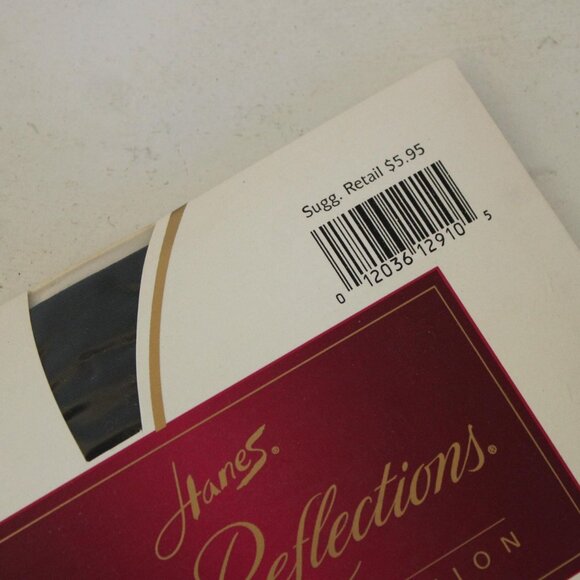 Sugg. Retail $5.95
0 12036 12910 5
Hanes®
Reflections®